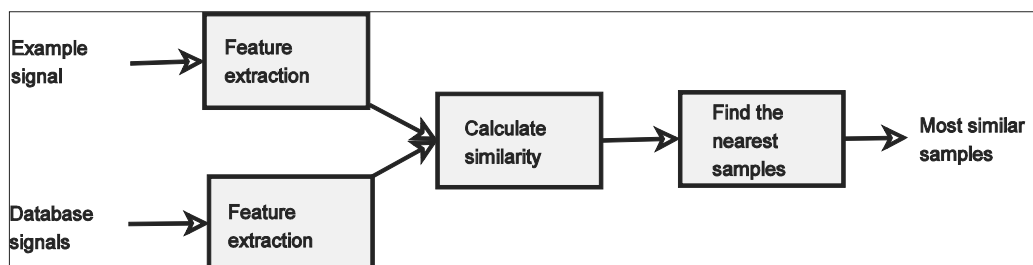 Example
signal
Feature
extraction
Calculate
similarity
Find the
nearest
samples
Most similar
samples
Database
signals
Feature
extraction